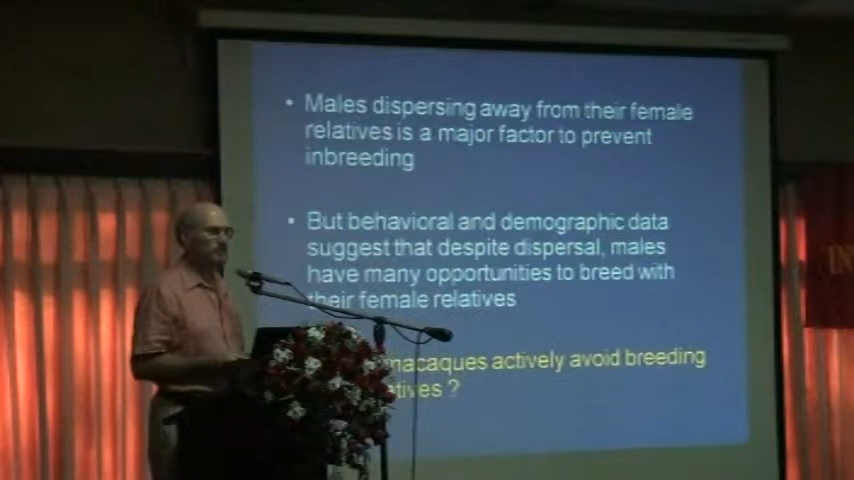 • Males dispersing away from their female
relatives is a major factor to prevent
inbreeding
• But behavioral and demographic data
suggest that despite dispersal, males
have many opportunities to breed with
their female relatives
macaques actively avoid breeding
?